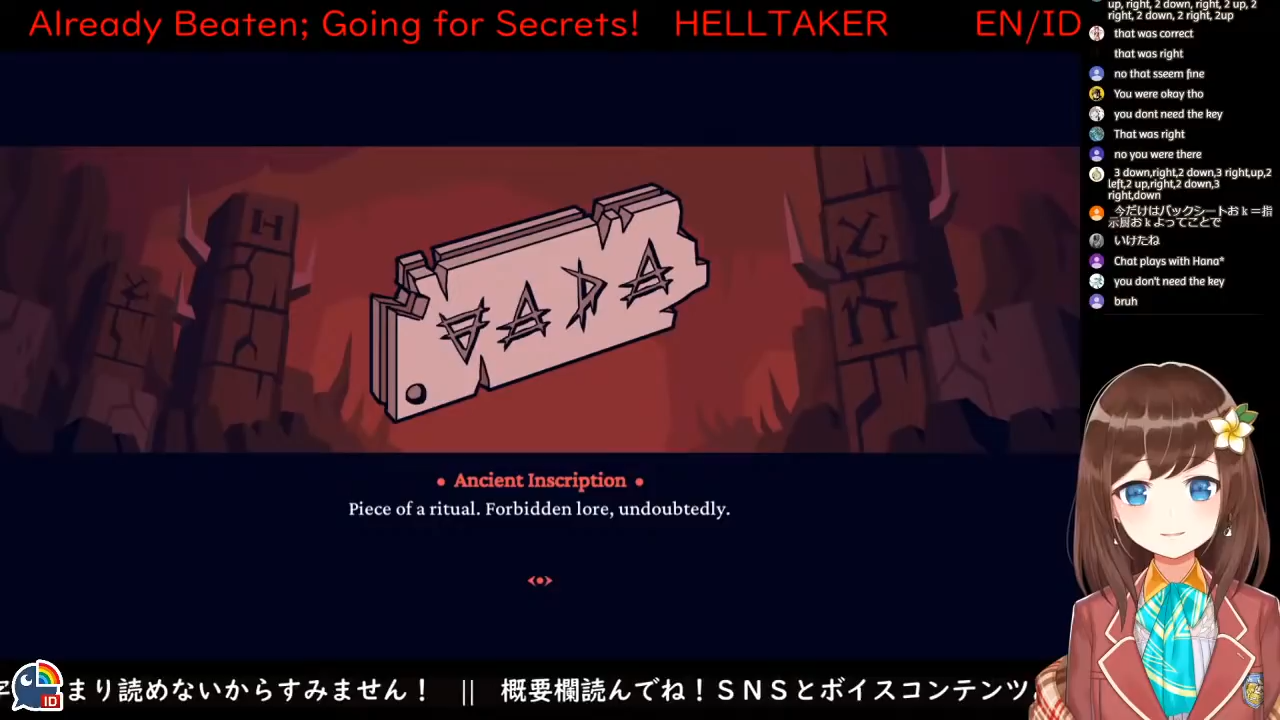 Already Beaten; Going for Secrets! HELLTAKER EN/ID
up, right, 2 down, right, 2 up, 2
right, 2 down, 2 right, 2up
that was correct
that was right
no that sseem fine
You were okay tho
you dont need the key
That was right
no you were there
3 down,right,2 down,3 right,up,2
left,2 up,right,2 down,3
right,down
今だけはバックシートおｋ＝指
示厨おｋよってことで
いけたね
Chat plays with Hana*
you don't need the key
bruh
• Ancient Inscription •
Piece of a ritual. Forbidden lore, undoubtedly.
まり読めないからすみません！ || 概要欄読んでね！ＳＮＳとボイスコンテンツ
ID